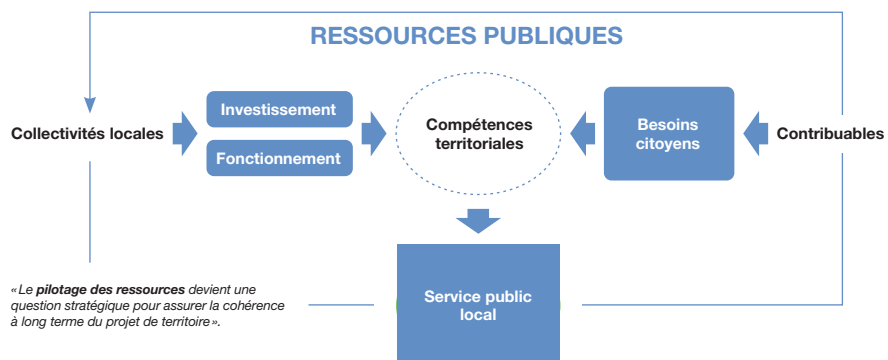 RESSOURCES PUBLIQUES
Collectivités locales
Investissement
Fonctionnement
Compétences
territoriales
Besoins
citoyens
Contribuables
«Le pilotage des ressources devient une
question stratégique pour assurer la cohérence
à long terme du projet de territoire».
Service public
local